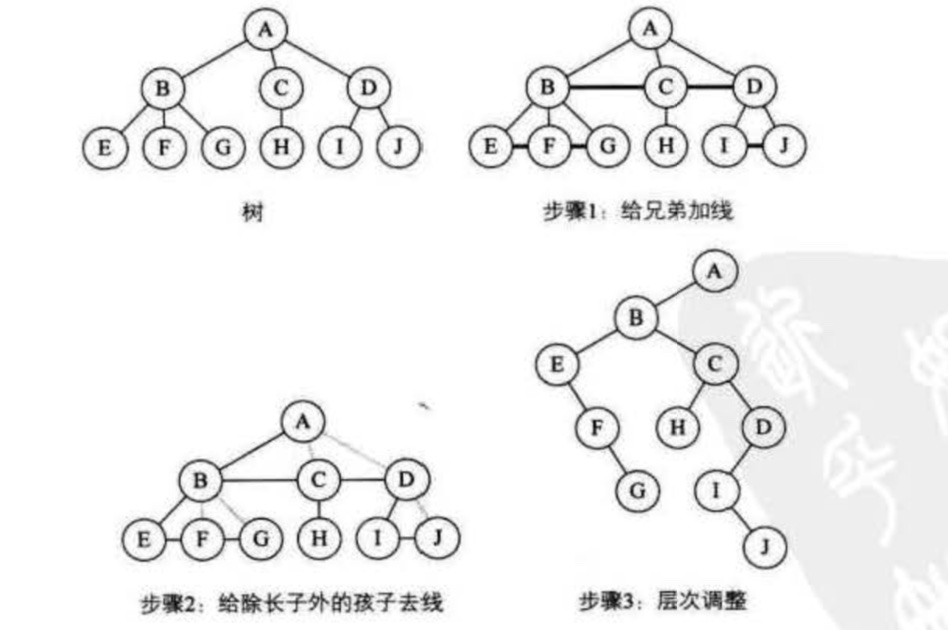 A
B C D
E F G H I J
树
A
B C D
E F G H I J
步骤1：给兄弟加线
A
B C D
E F G H I J
步骤2：给除长子外的孩子去线
A
B
E C
F H D
G I
J
步骤3：层次调整